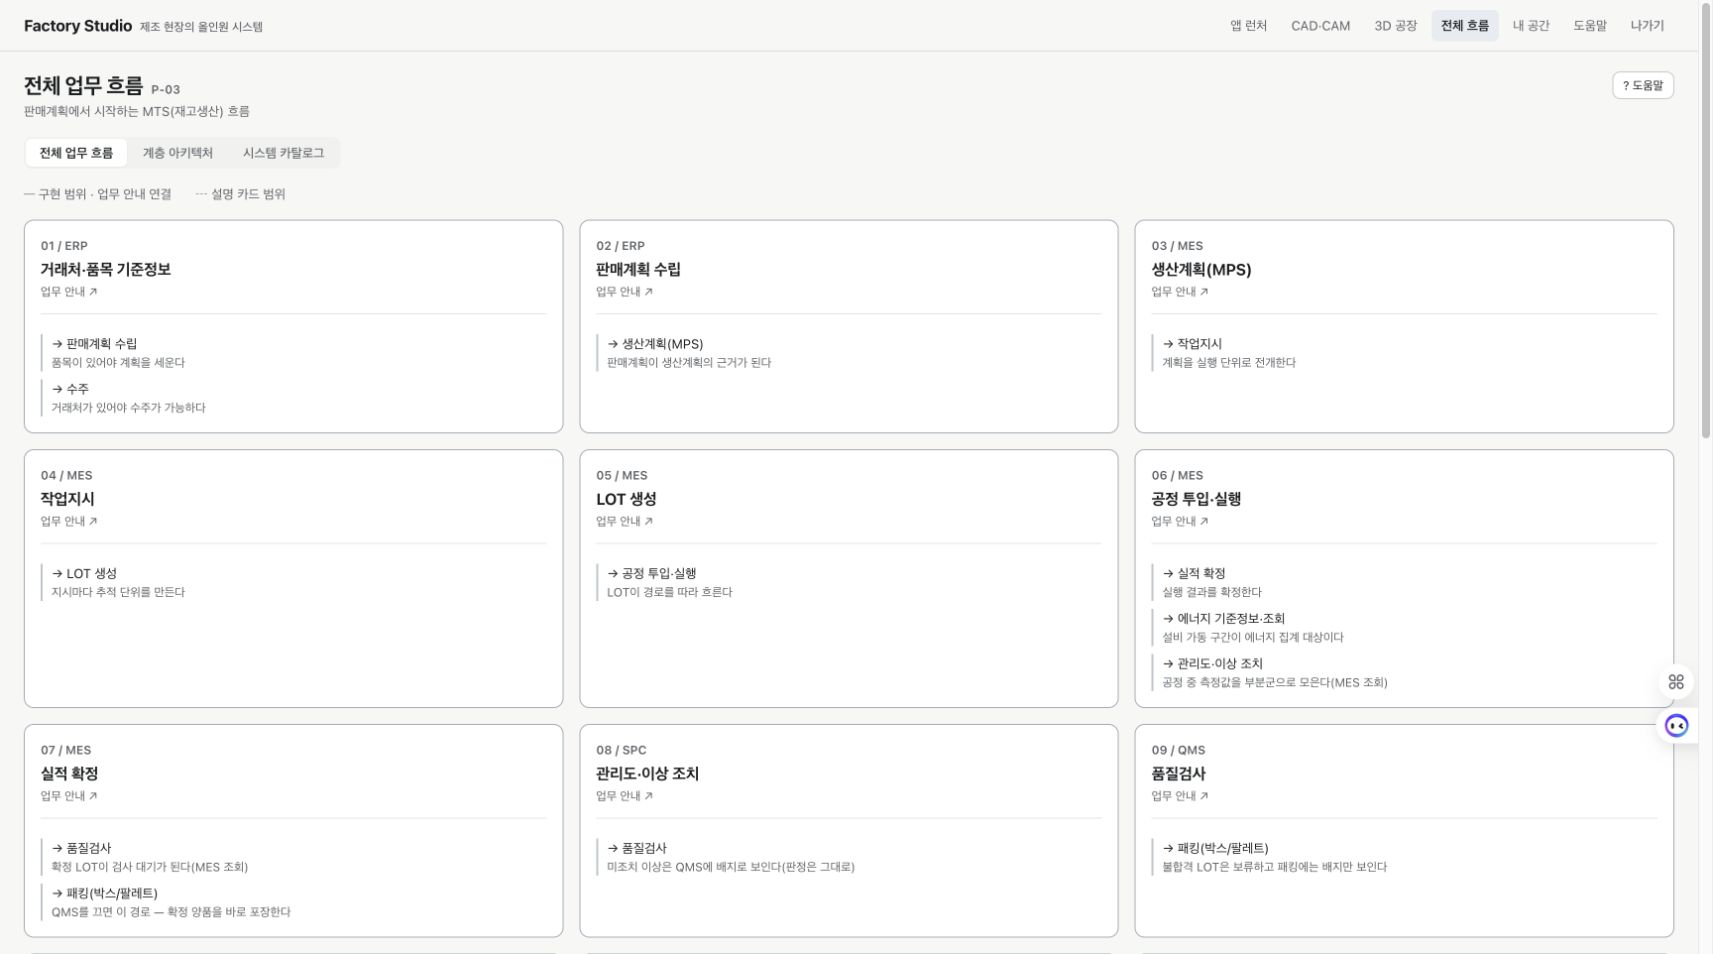 Factory Studio 제조 현장의 올인원 시스템
앱 런처 CAD·CAM 3D 공장 전체 흐름 내 공간 도움말 나가기
전체 업무 흐름 P-03
? 도움말
판매계획에서 시작하는 MTS(재고생산) 흐름
전체 업무 흐름 계층 아키텍처 시스템 카탈로그
— 구현 범위 · 업무 안내 연결 --- 설명 카드 범위
01 / ERP
거래처·품목 기준정보
업무 안내 ↗
→ 판매계획 수립
품목이 있어야 계획을 세운다
→ 수주
거래처가 있어야 수주가 가능하다
02 / ERP
판매계획 수립
업무 안내 ↗
→ 생산계획(MPS)
판매계획이 생산계획의 근거가 된다
03 / MES
생산계획(MPS)
업무 안내 ↗
→ 작업지시
계획을 실행 단위로 전개한다
04 / MES
작업지시
업무 안내 ↗
→ LOT 생성
지시마다 추적 단위를 만든다
05 / MES
LOT 생성
업무 안내 ↗
→ 공정 투입·실행
LOT이 경로를 따라 흐른다
06 / MES
공정 투입·실행
업무 안내 ↗
→ 실적 확정
실행 결과를 확정한다
→ 에너지 기준정보·조회
설비 가동 구간이 에너지 집계 대상이다
→ 관리도·이상 조치
공정 중 측정값을 부분군으로 모은다(MES 조회)
07 / MES
실적 확정
업무 안내 ↗
→ 품질검사
확정 LOT이 검사 대기가 된다(MES 조회)
→ 패킹(박스/팔레트)
QMS를 끄면 이 경로 — 확정 양품을 바로 포장한다
08 / SPC
관리도·이상 조치
업무 안내 ↗
→ 품질검사
미조치 이상은 QMS에 배지로 보인다(판정은 그대로)
09 / QMS
품질검사
업무 안내 ↗
→ 패킹(박스/팔레트)
불합격 LOT은 보류하고 패킹에는 배지만 보인다